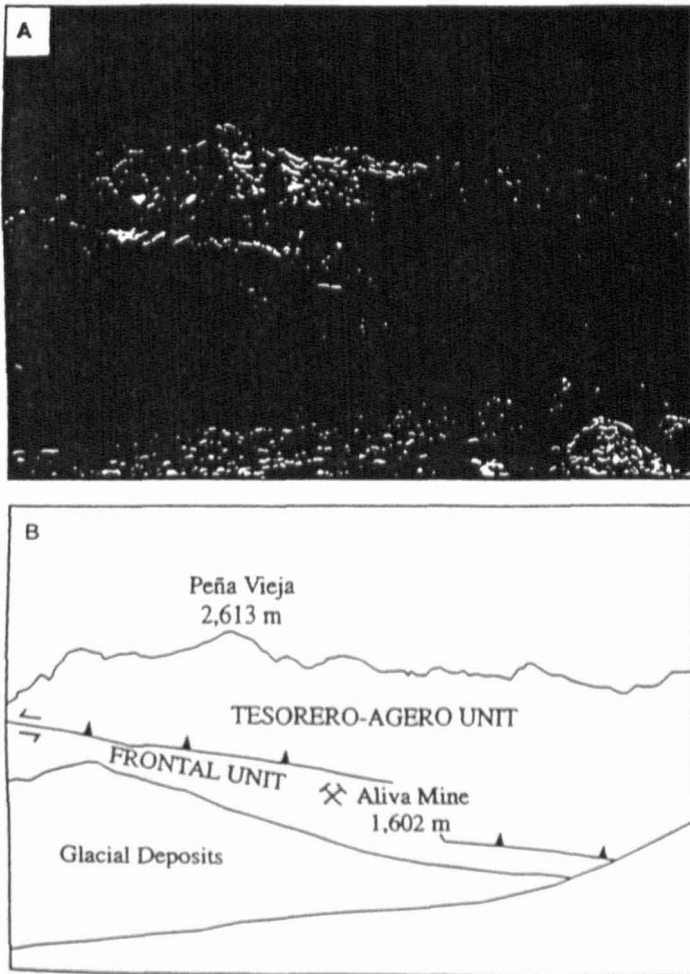 A
B
Peña Vieja
2,613 m
TESORERO-AGERO UNIT
FRONTAL UNIT
Aliva Mine
1,602 m
Glacial Deposits